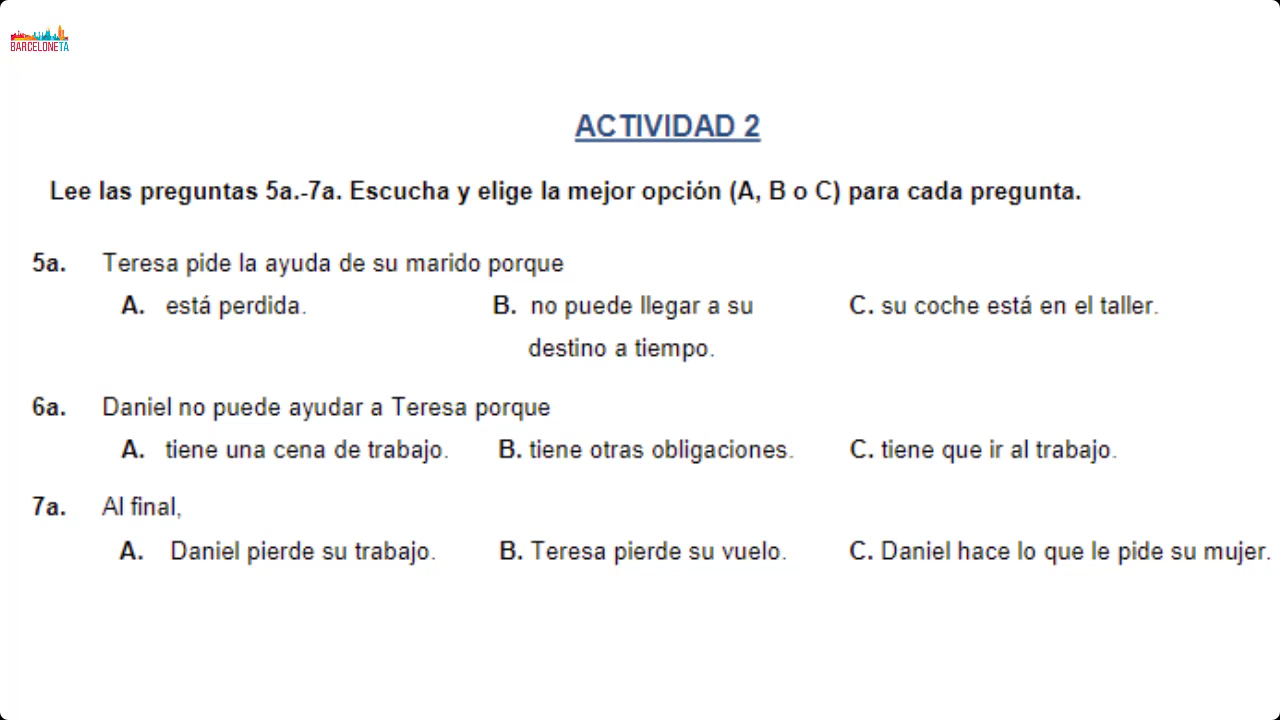 BARCELONETA
ACTIVIDAD 2
Lee las preguntas 5a.-7a. Escucha y elige la mejor opción (A, B o C) para cada pregunta.
5a. Teresa pide la ayuda de su marido porque
A. está perdida. B. no puede llegar a su C. su coche está en el taller.
destino a tiempo.
6a. Daniel no puede ayudar a Teresa porque
A. tiene una cena de trabajo. B. tiene otras obligaciones. C. tiene que ir al trabajo.
7a. Al final,
A. Daniel pierde su trabajo. B. Teresa pierde su vuelo. C. Daniel hace lo que le pide su mujer.